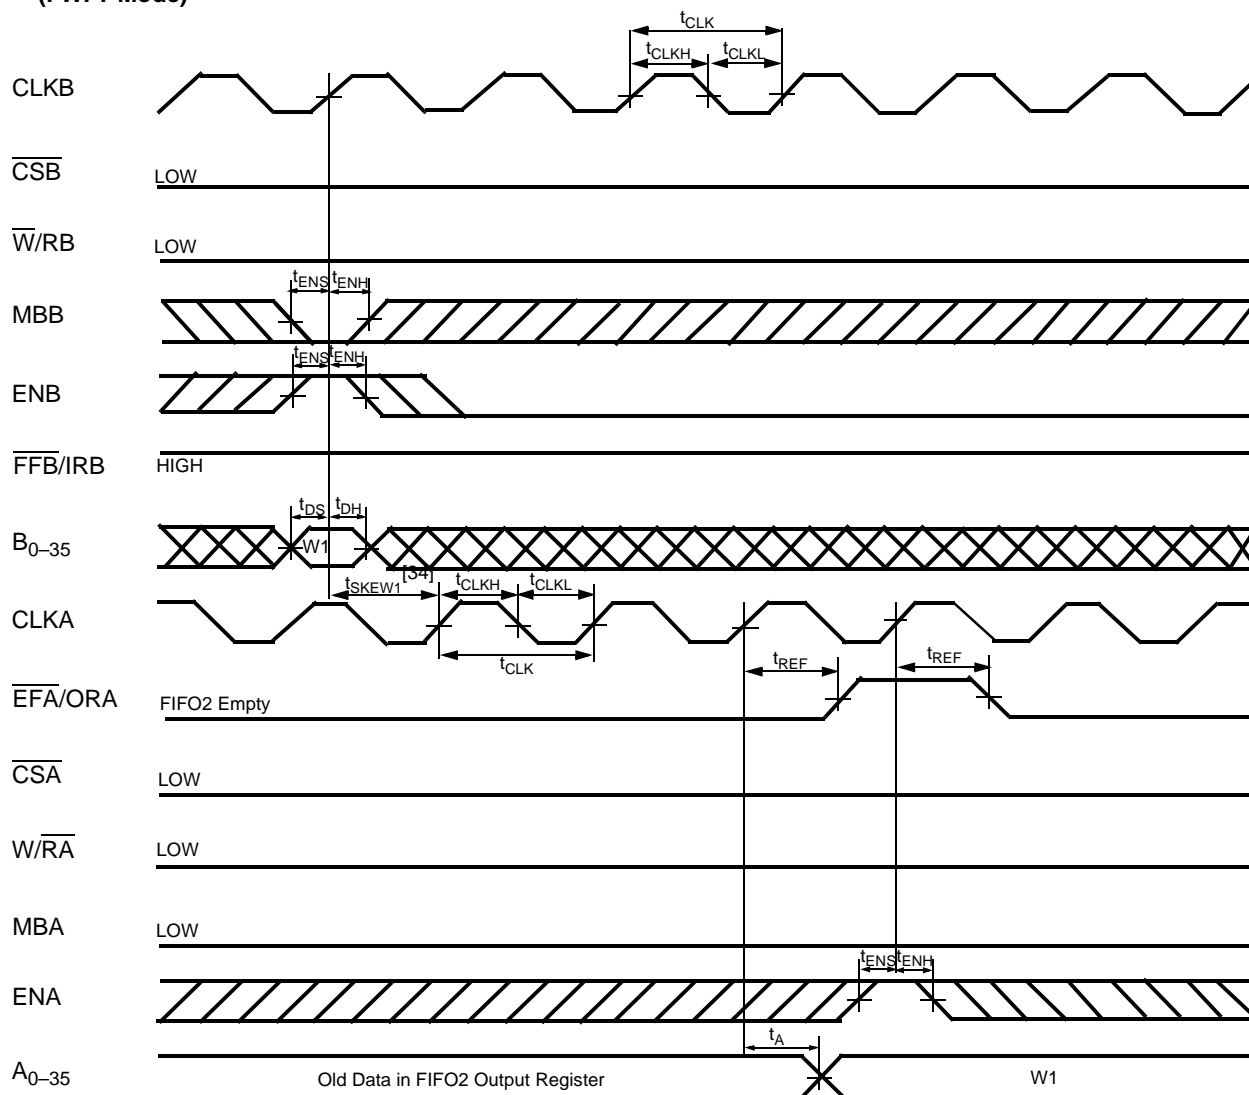 tCLK
tCLKH tCLKL
CLKB
CSB LOW
W/RB LOW
tENS tENH
MBB
tENS tENH
ENB
FFB/IRB HIGH
tDS tDH
B0–35 W1
tSKEW1[34] tCLKH tCLKL
CLKA
tCLK tREF tREF
EFA/ORA FIFO2 Empty
CSA LOW
W/RA LOW
MBA LOW
tENS tENH
ENA
tA
A0–35 Old Data in FIFO2 Output Register W1